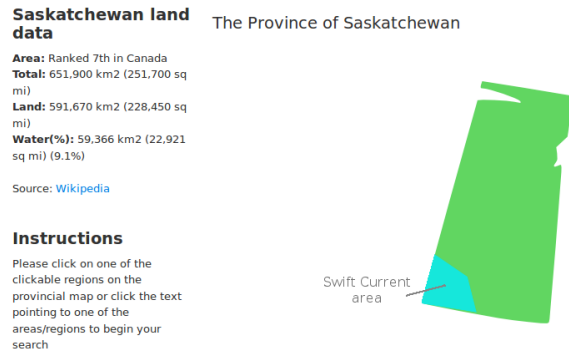 Saskatchewan land
data
Area: Ranked 7th in Canada
Total: 651,900 km2 (251,700 sq
mi)
Land: 591,670 km2 (228,450 sq
mi)
Water(%): 59,366 km2 (22,921
sq mi) (9.1%)
Source: Wikipedia
Instructions
Please click on one of the
clickable regions on the
provincial map or click the text
pointing to one of the
areas/regions to begin your
search
The Province of Saskatchewan
Swift Current
area